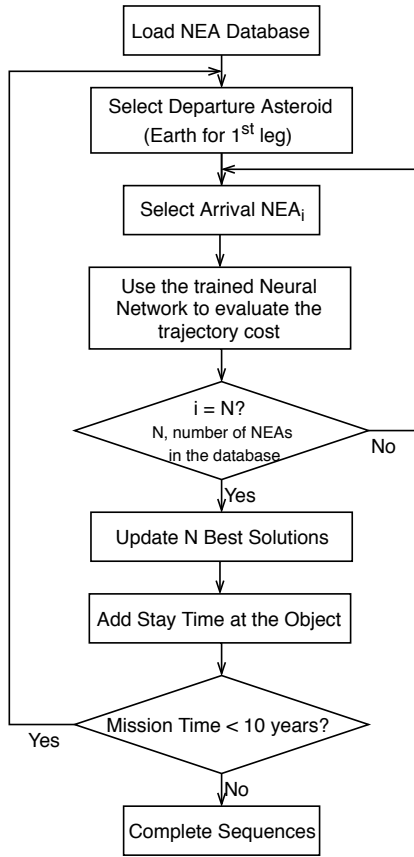 Load NEA Database
Select Departure Asteroid
(Earth for 1st leg)
Select Arrival NEAi
Use the trained Neural
Network to evaluate the
trajectory cost
i = N?
N, number of NEAs
in the database
No
Yes
Update N Best Solutions
Add Stay Time at the Object
Mission Time < 10 years?
Yes
No
Complete Sequences